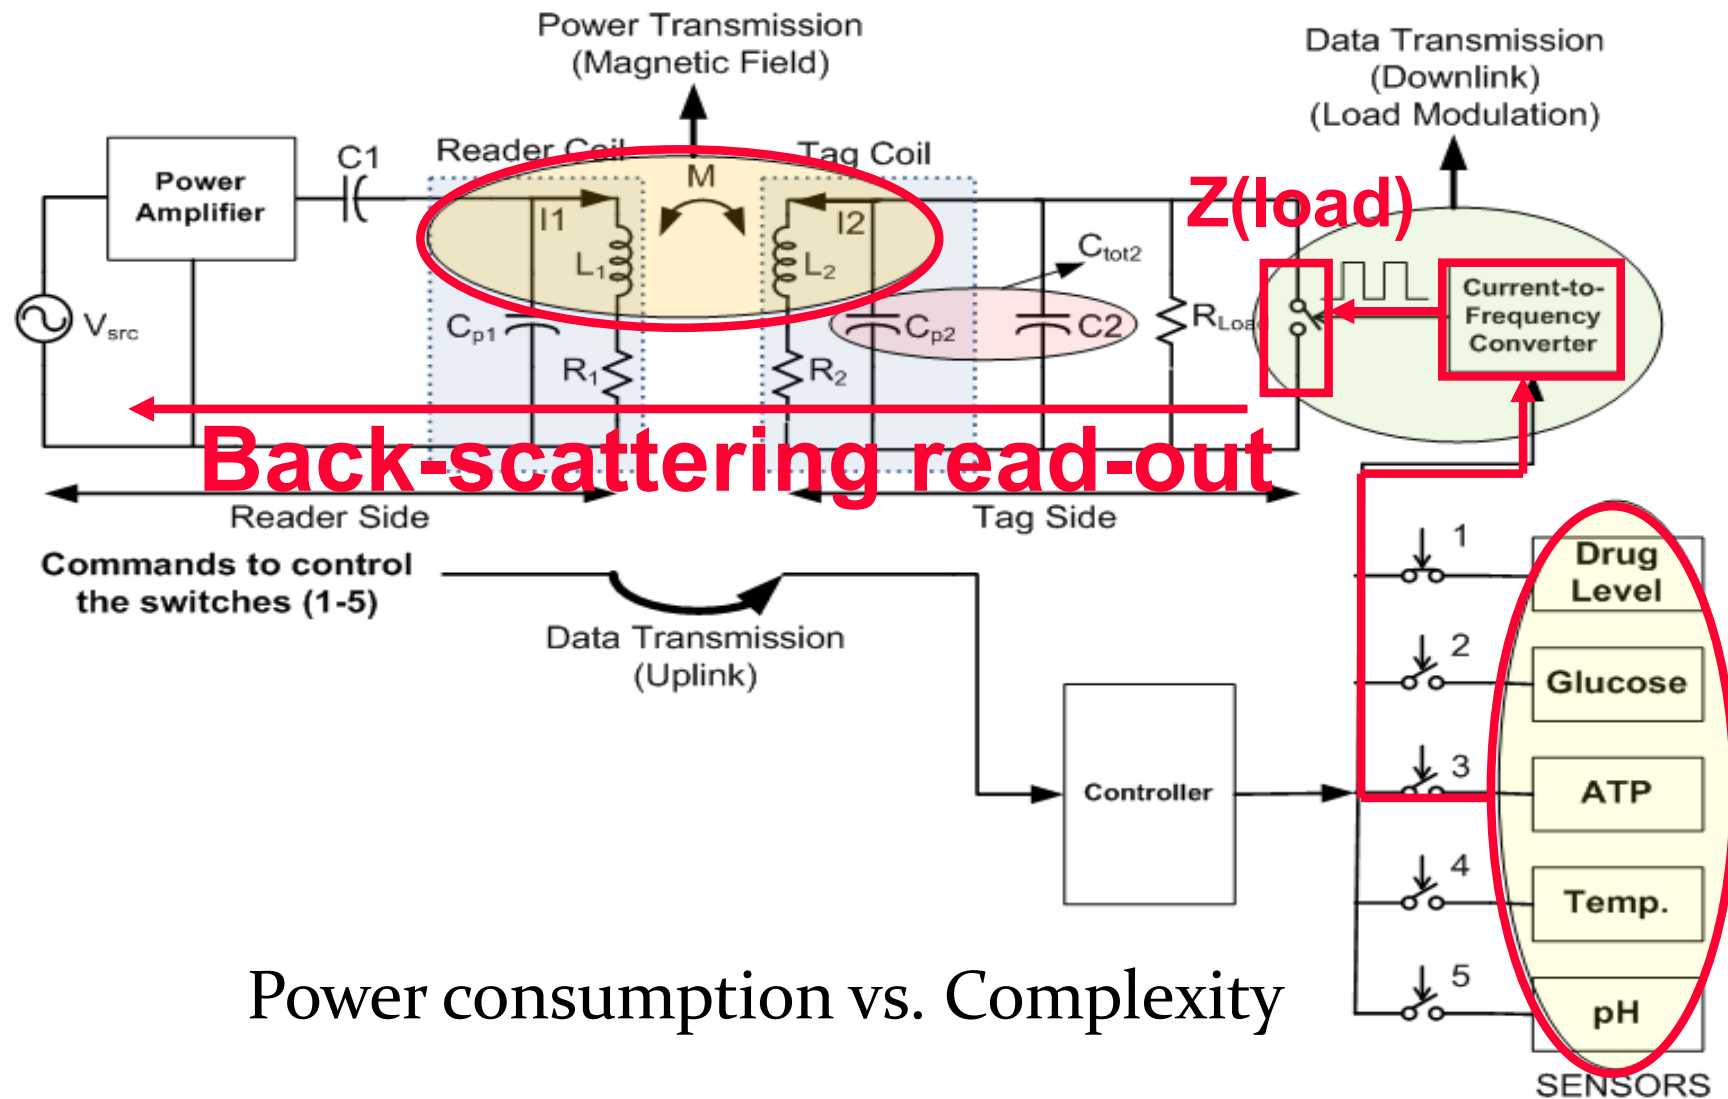 Power Transmission
(Magnetic Field)
Data Transmission
(Downlink)
(Load Modulation)
Power
Amplifier
C1
Reader Coil
M
Tag Coil
Z(load)
I1
I2
L1
L2
Ctot2
Vsrc
Cp1
Cp2
C2
RLoad
Current-to-
Frequency
Converter
R1
R2
Back-scattering read-out
Reader Side
Tag Side
Commands to control
the switches (1-5)
Data Transmission
(Uplink)
Controller
1
Drug
Level
2
Glucose
3
ATP
4
Temp.
5
pH
SENSORS
Power consumption vs. Complexity